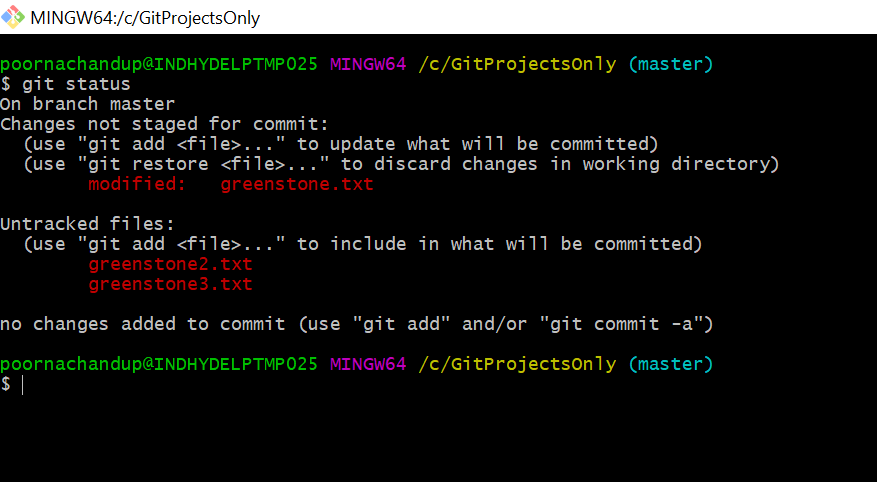 MINGW64:/c/GitProjectsOnly
poornachandup@INDHYDELPTMP025 MINGW64 /c/GitProjectsOnly (master)
$ git status
On branch master
Changes not staged for commit:
  (use "git add <file>..." to update what will be committed)
  (use "git restore <file>..." to discard changes in working directory)
        modified:   greenstone.txt

Untracked files:
  (use "git add <file>..." to include in what will be committed)
        greenstone2.txt
        greenstone3.txt

no changes added to commit (use "git add" and/or "git commit -a")

poornachandup@INDHYDELPTMP025 MINGW64 /c/GitProjectsOnly (master)
$